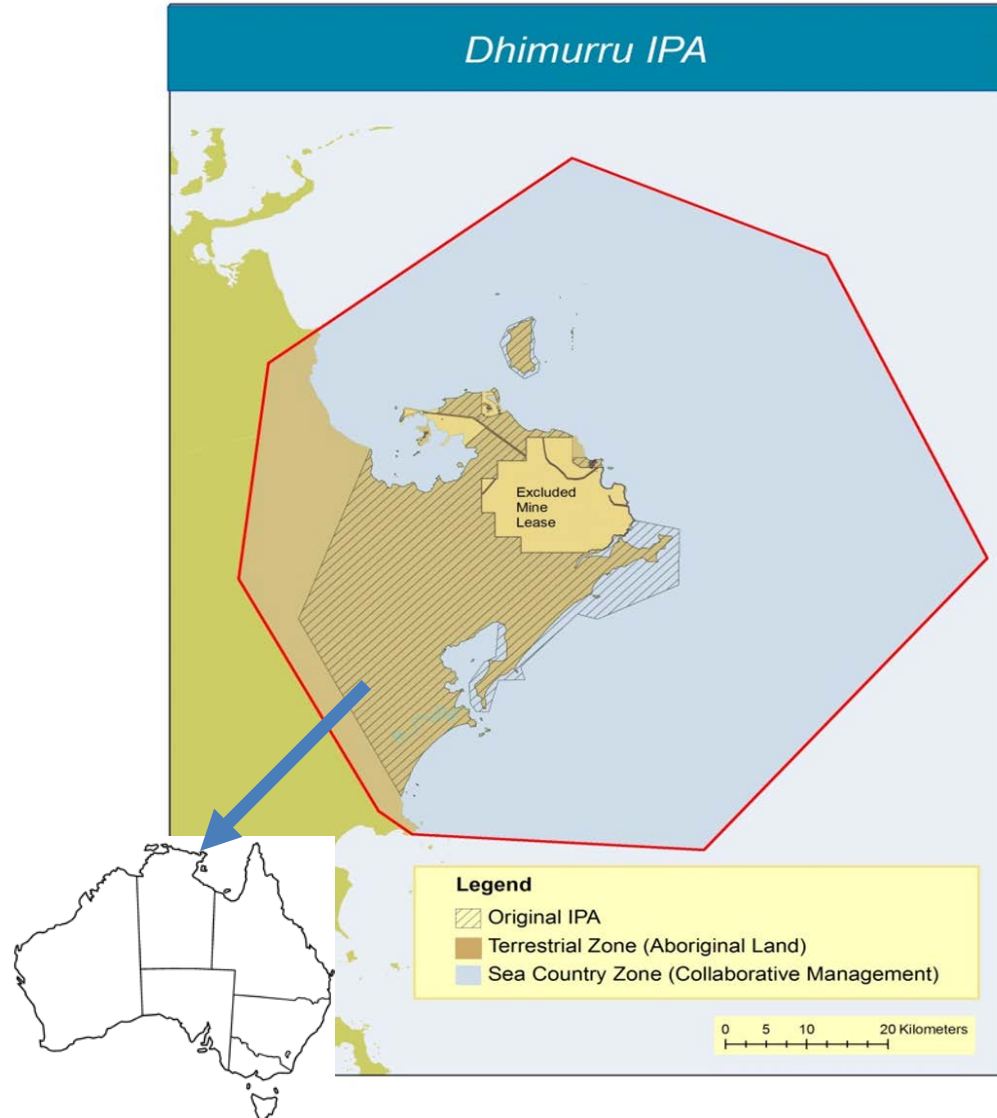 Dhimurru IPA
Excluded
Mine
Lease
Legend
Original IPA
Terrestrial Zone (Aboriginal Land)
Sea Country Zone (Collaborative Management)
0 5 10 20 Kilometers